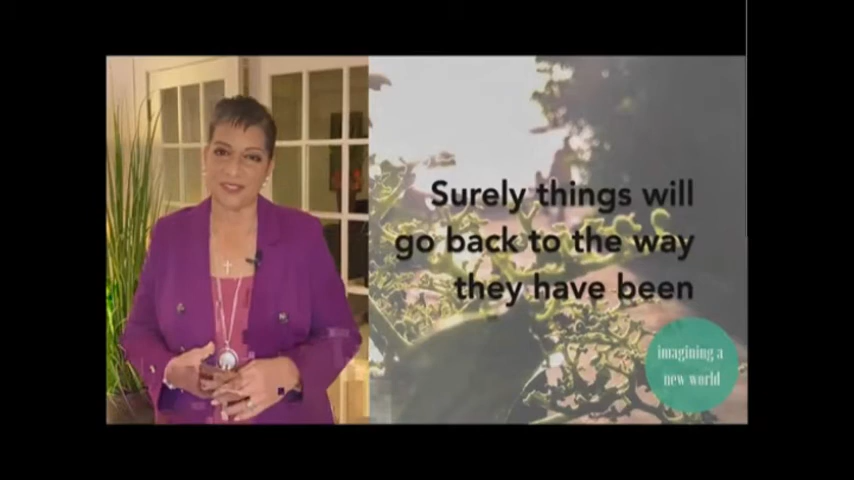 Surely things will
go back to the way
they have been
imagining a
new world